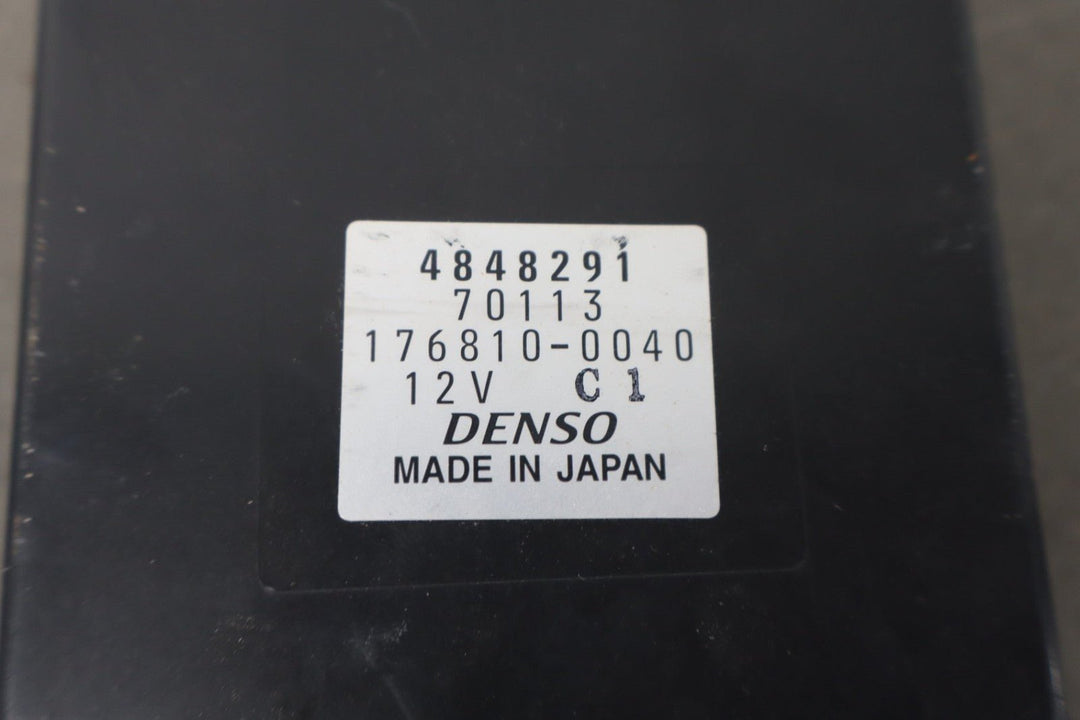 4848291
70113
176810-0040
12V C1
DENSO
MADE IN JAPAN